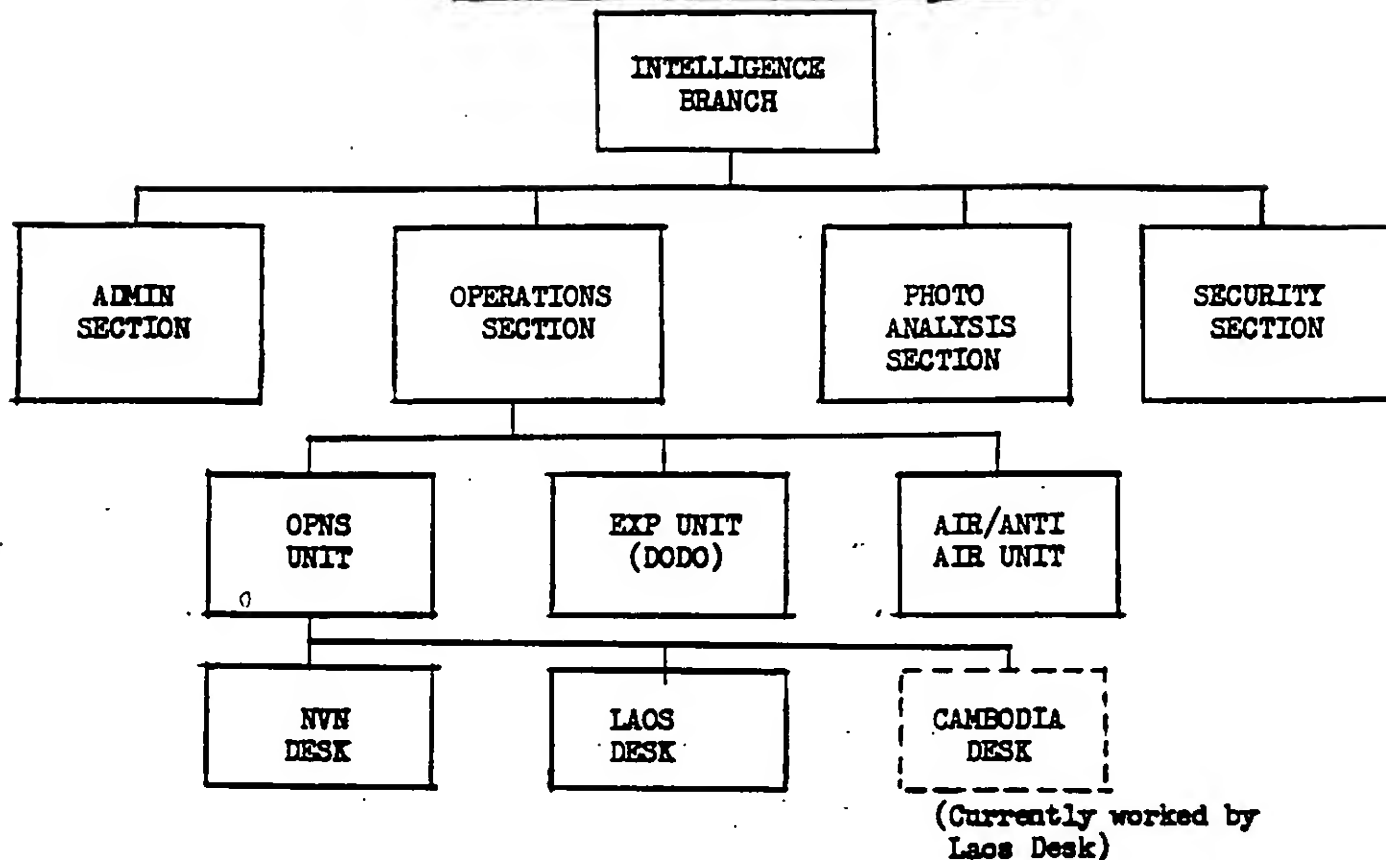 INTELLIGENCE
BRANCH
ADMIN
SECTION
OPERATIONS
SECTION
PHOTO
ANALYSIS
SECTION
SECURITY
SECTION
OPNS
UNIT
EXP UNIT
(DODO)
AIR/ANTI
AIR UNIT
NVN
DESK
LAOS
DESK
CAMBODIA
DESK
(Currently worked by
Laos Desk)